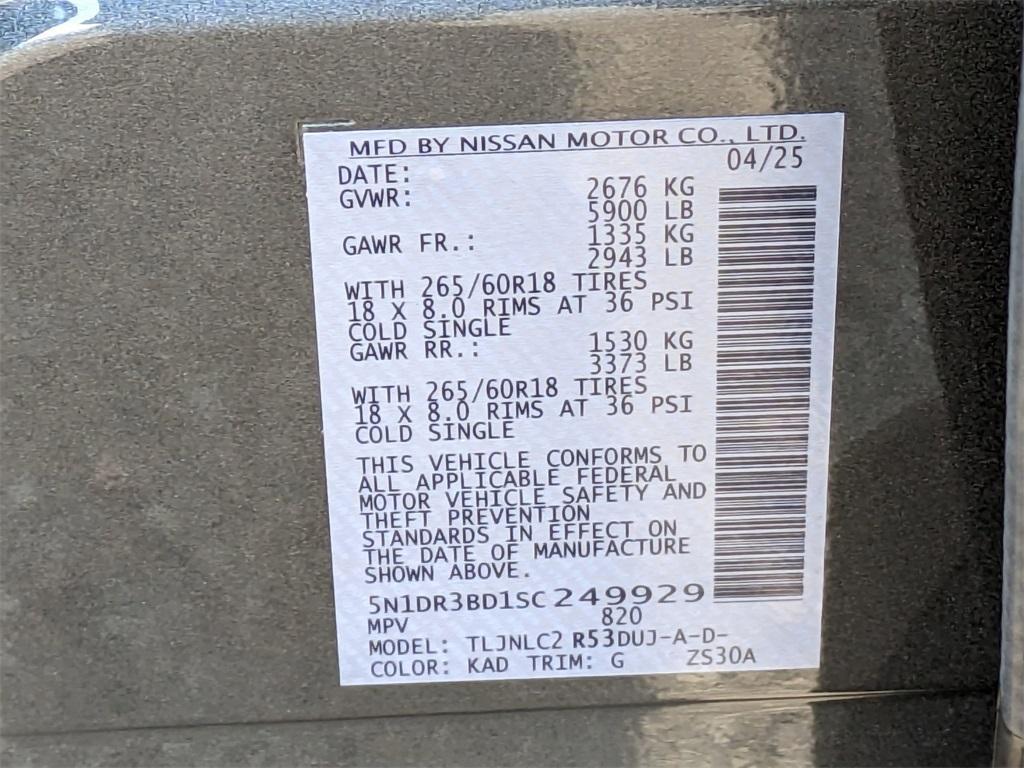 MFD BY NISSAN MOTOR CO., LTD.
DATE: 04/25
GVWR: 2676 KG
5900 LB
GAWR FR.: 1335 KG
2943 LB
WITH 265/60R18 TIRES
18 X 8.0 RIMS AT 36 PSI
COLD SINGLE
GAWR RR.: 1530 KG
3373 LB
WITH 265/60R18 TIRES
18 X 8.0 RIMS AT 36 PSI
COLD SINGLE
THIS VEHICLE CONFORMS TO
ALL APPLICABLE FEDERAL
MOTOR VEHICLE SAFETY AND
THEFT PREVENTION
STANDARDS IN EFFECT ON
THE DATE OF MANUFACTURE
SHOWN ABOVE.
5N1DR3BD1SC249929
MPV 820
MODEL: TLJNLC2 R53DUJ-A-D-
COLOR: KAD TRIM: G ZS30A